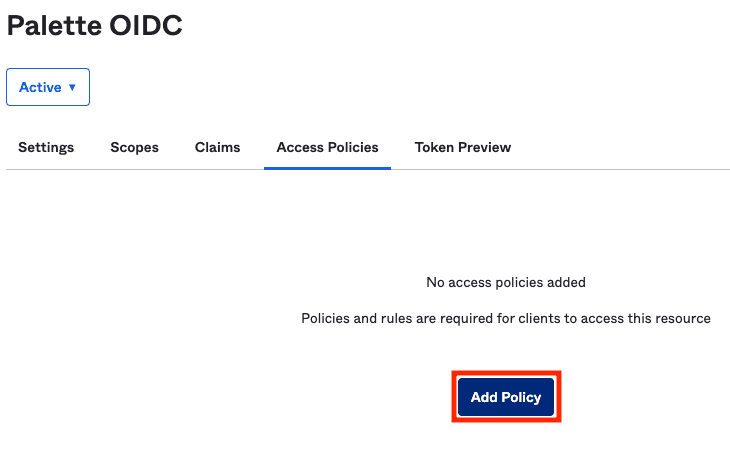 Palette OIDC
Active ▼
Settings Scopes Claims Access Policies Token Preview
No access policies added
Policies and rules are required for clients to access this resource
Add Policy